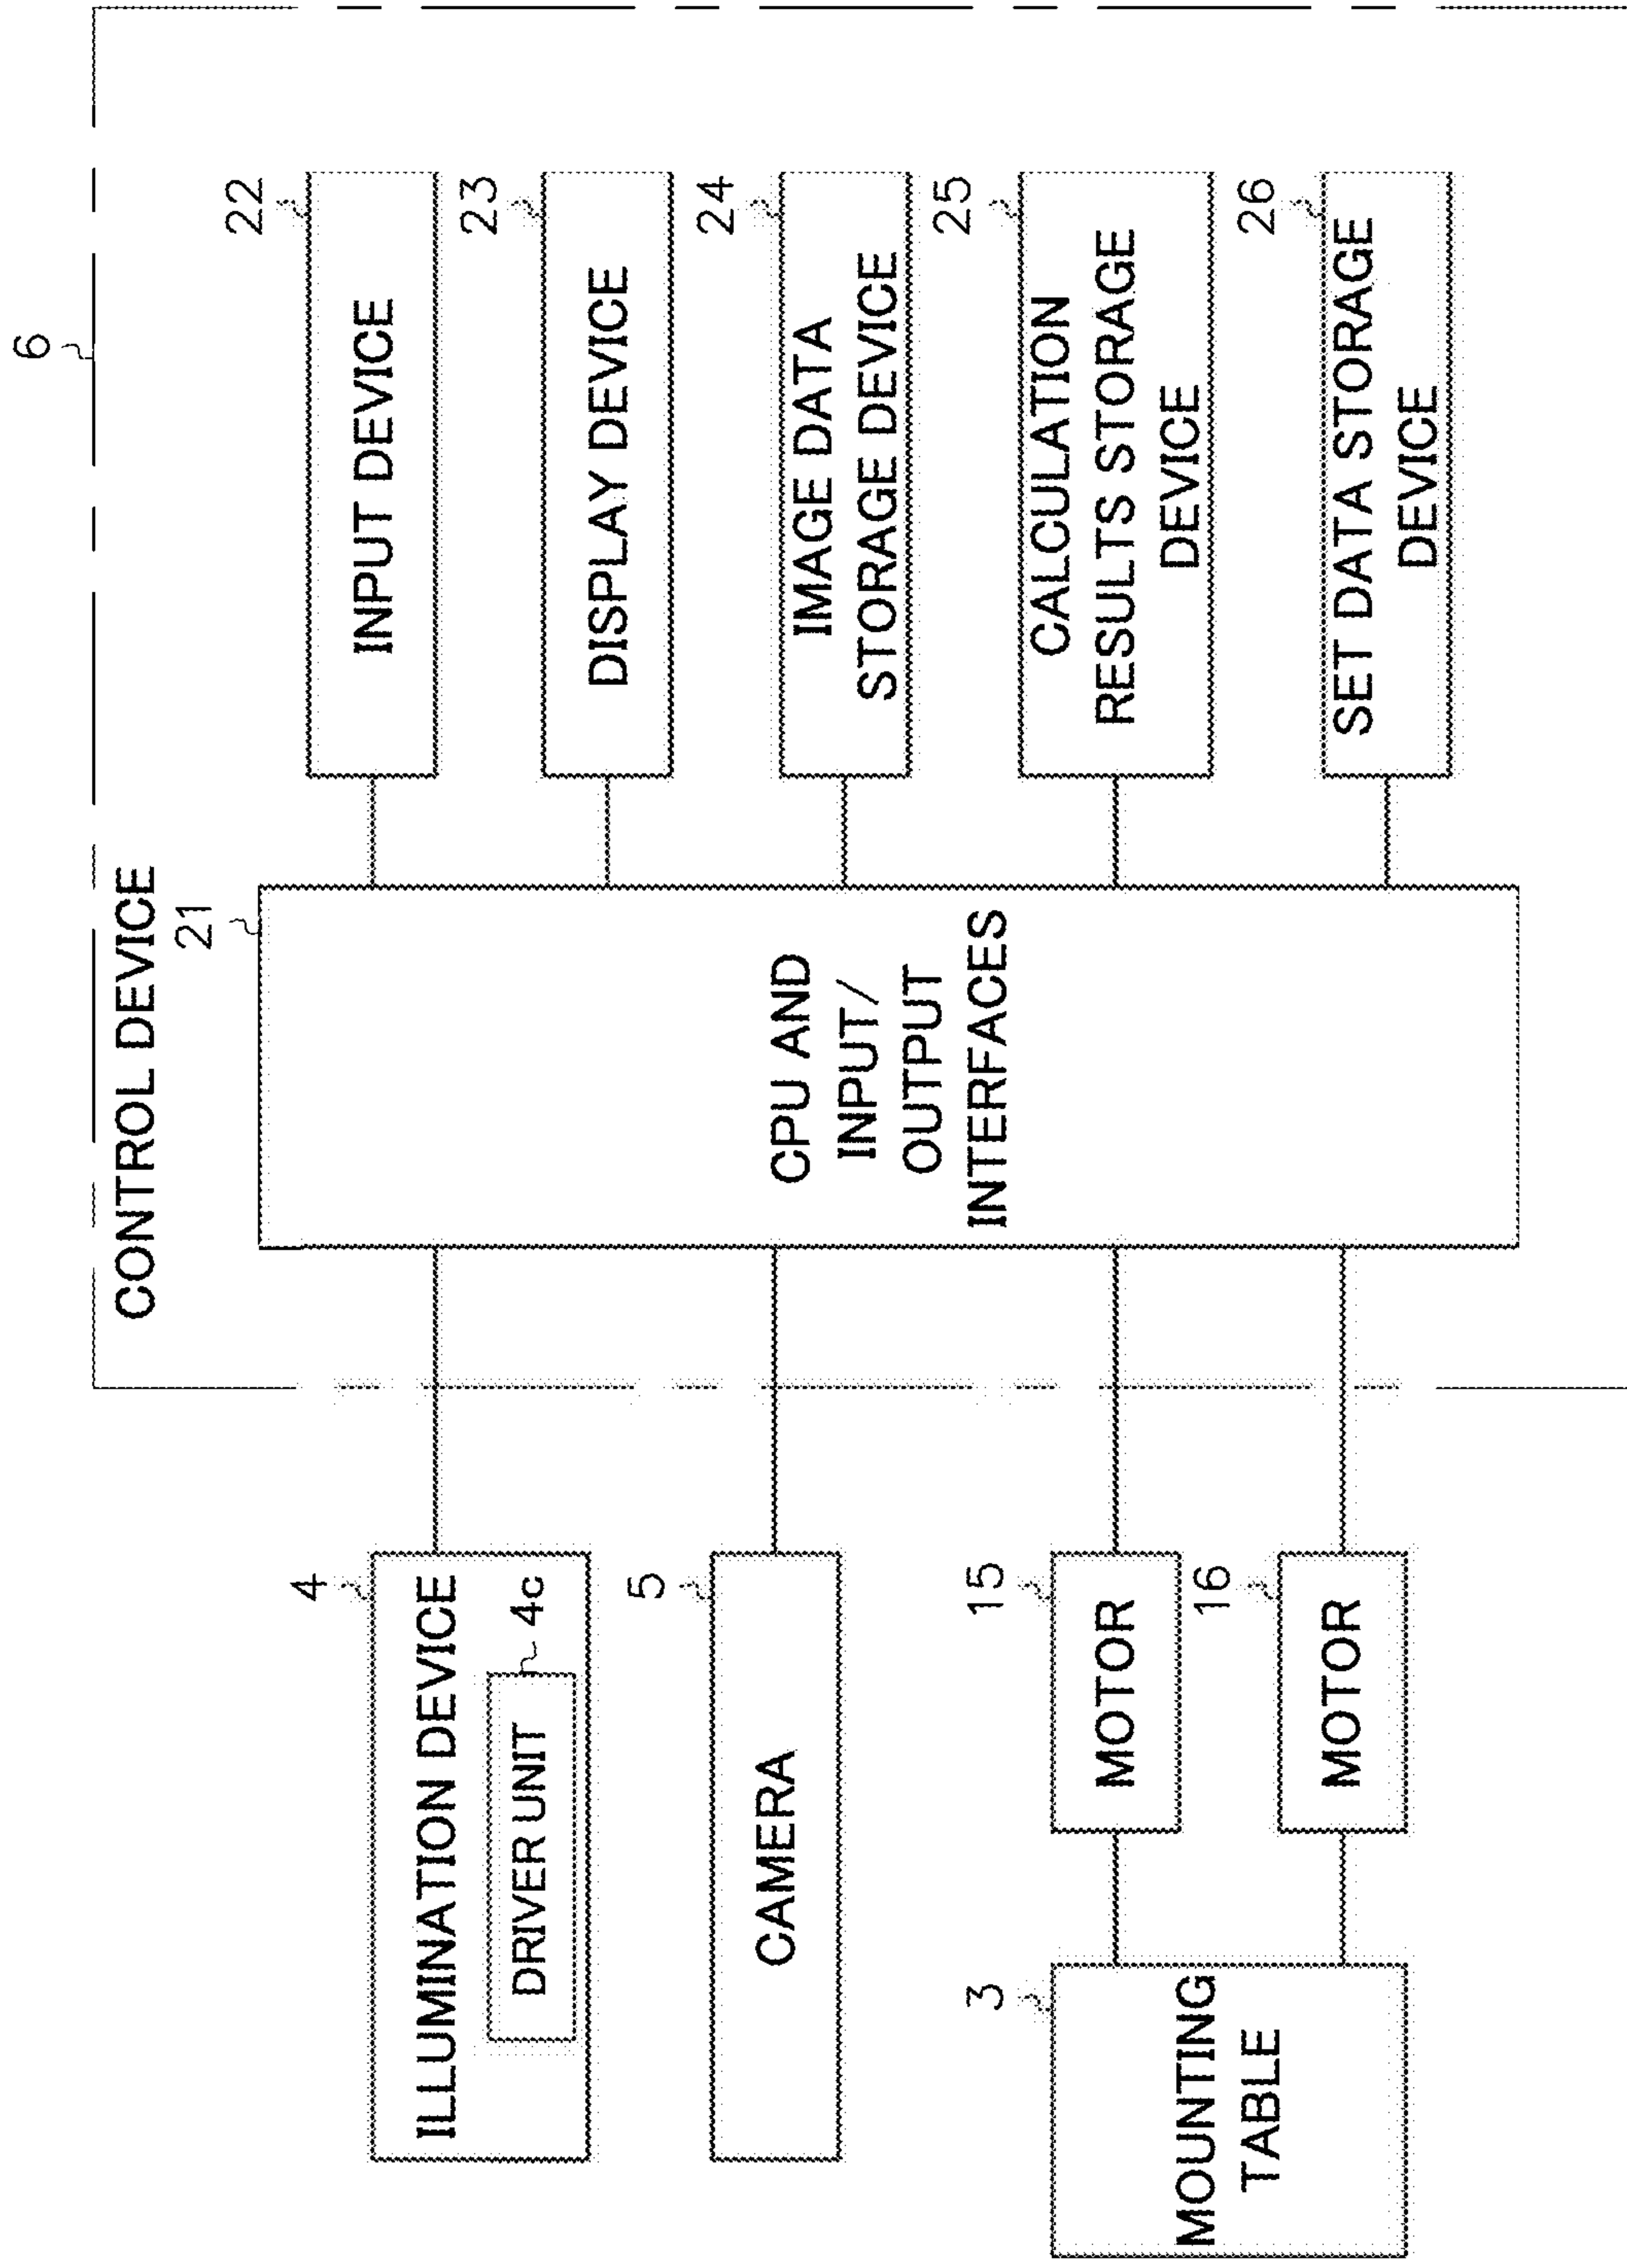 6
CONTROL DEVICE
21
CPU AND
INPUT/
OUTPUT
INTERFACES
22
INPUT DEVICE
23
DISPLAY DEVICE
24
IMAGE DATA
STORAGE DEVICE
25
CALCULATION
RESULTS STORAGE
DEVICE
26
SET DATA STORAGE
DEVICE
4
ILLUMINATION DEVICE
4c
DRIVER UNIT
5
CAMERA
15
MOTOR
16
MOTOR
3
MOUNTING
TABLE